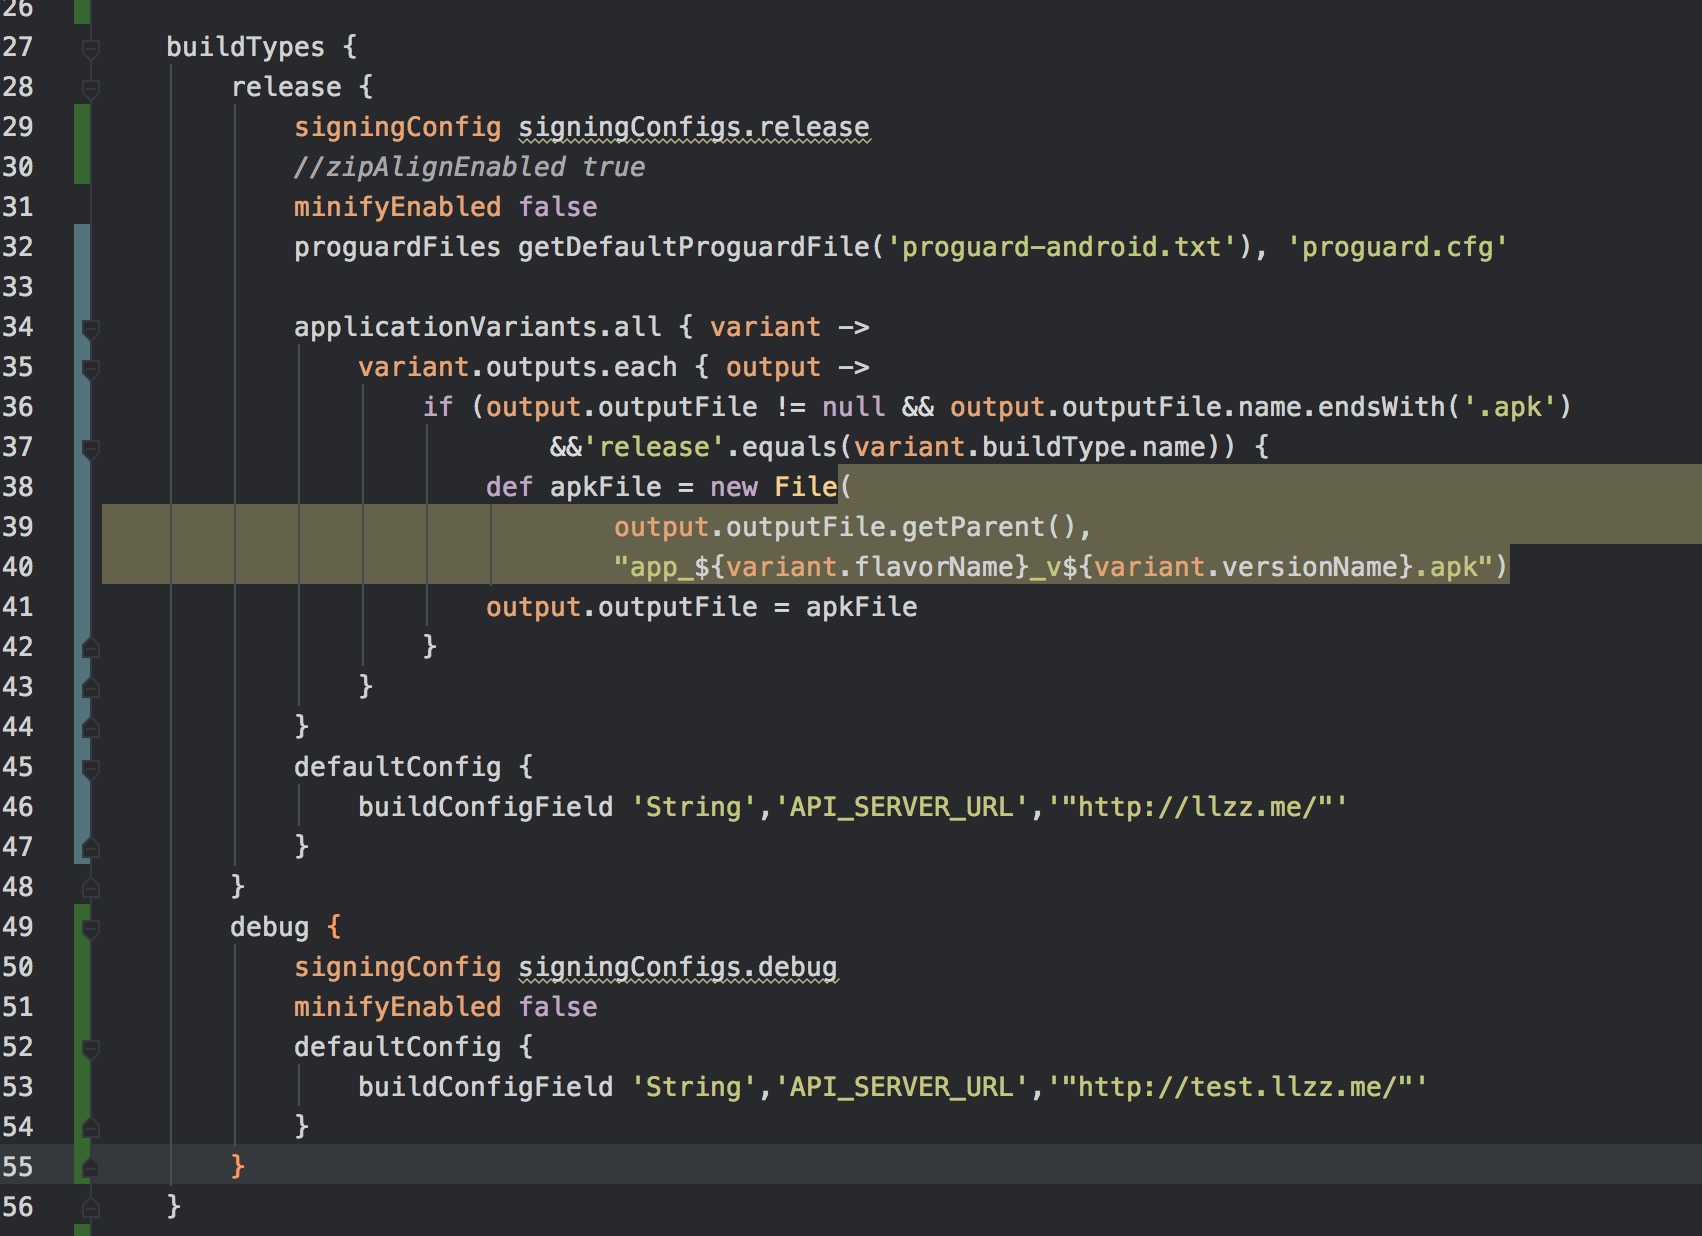 26
27 buildTypes {
28 release {
29 signingConfig signingConfigs.release
30 //zipAlignEnabled true
31 minifyEnabled false
32 proguardFiles getDefaultProguardFile('proguard-android.txt'), 'proguard.cfg'
33
34 applicationVariants.all { variant ->
35 variant.outputs.each { output ->
36 if (output.outputFile != null && output.outputFile.name.endsWith('.apk')
37 &&'release'.equals(variant.buildType.name)) {
38 def apkFile = new File(
39 output.outputFile.getParent(),
40 "app_${variant.flavorName}_v${variant.versionName}.apk")
41 output.outputFile = apkFile
42 }
43 }
44 }
45 defaultConfig {
46 buildConfigField 'String','API_SERVER_URL','"http://llzz.me/"'
47 }
48 }
49 debug {
50 signingConfig signingConfigs.debug
51 minifyEnabled false
52 defaultConfig {
53 buildConfigField 'String','API_SERVER_URL','"http://test.llzz.me/"'
54 }
55 }
56 }